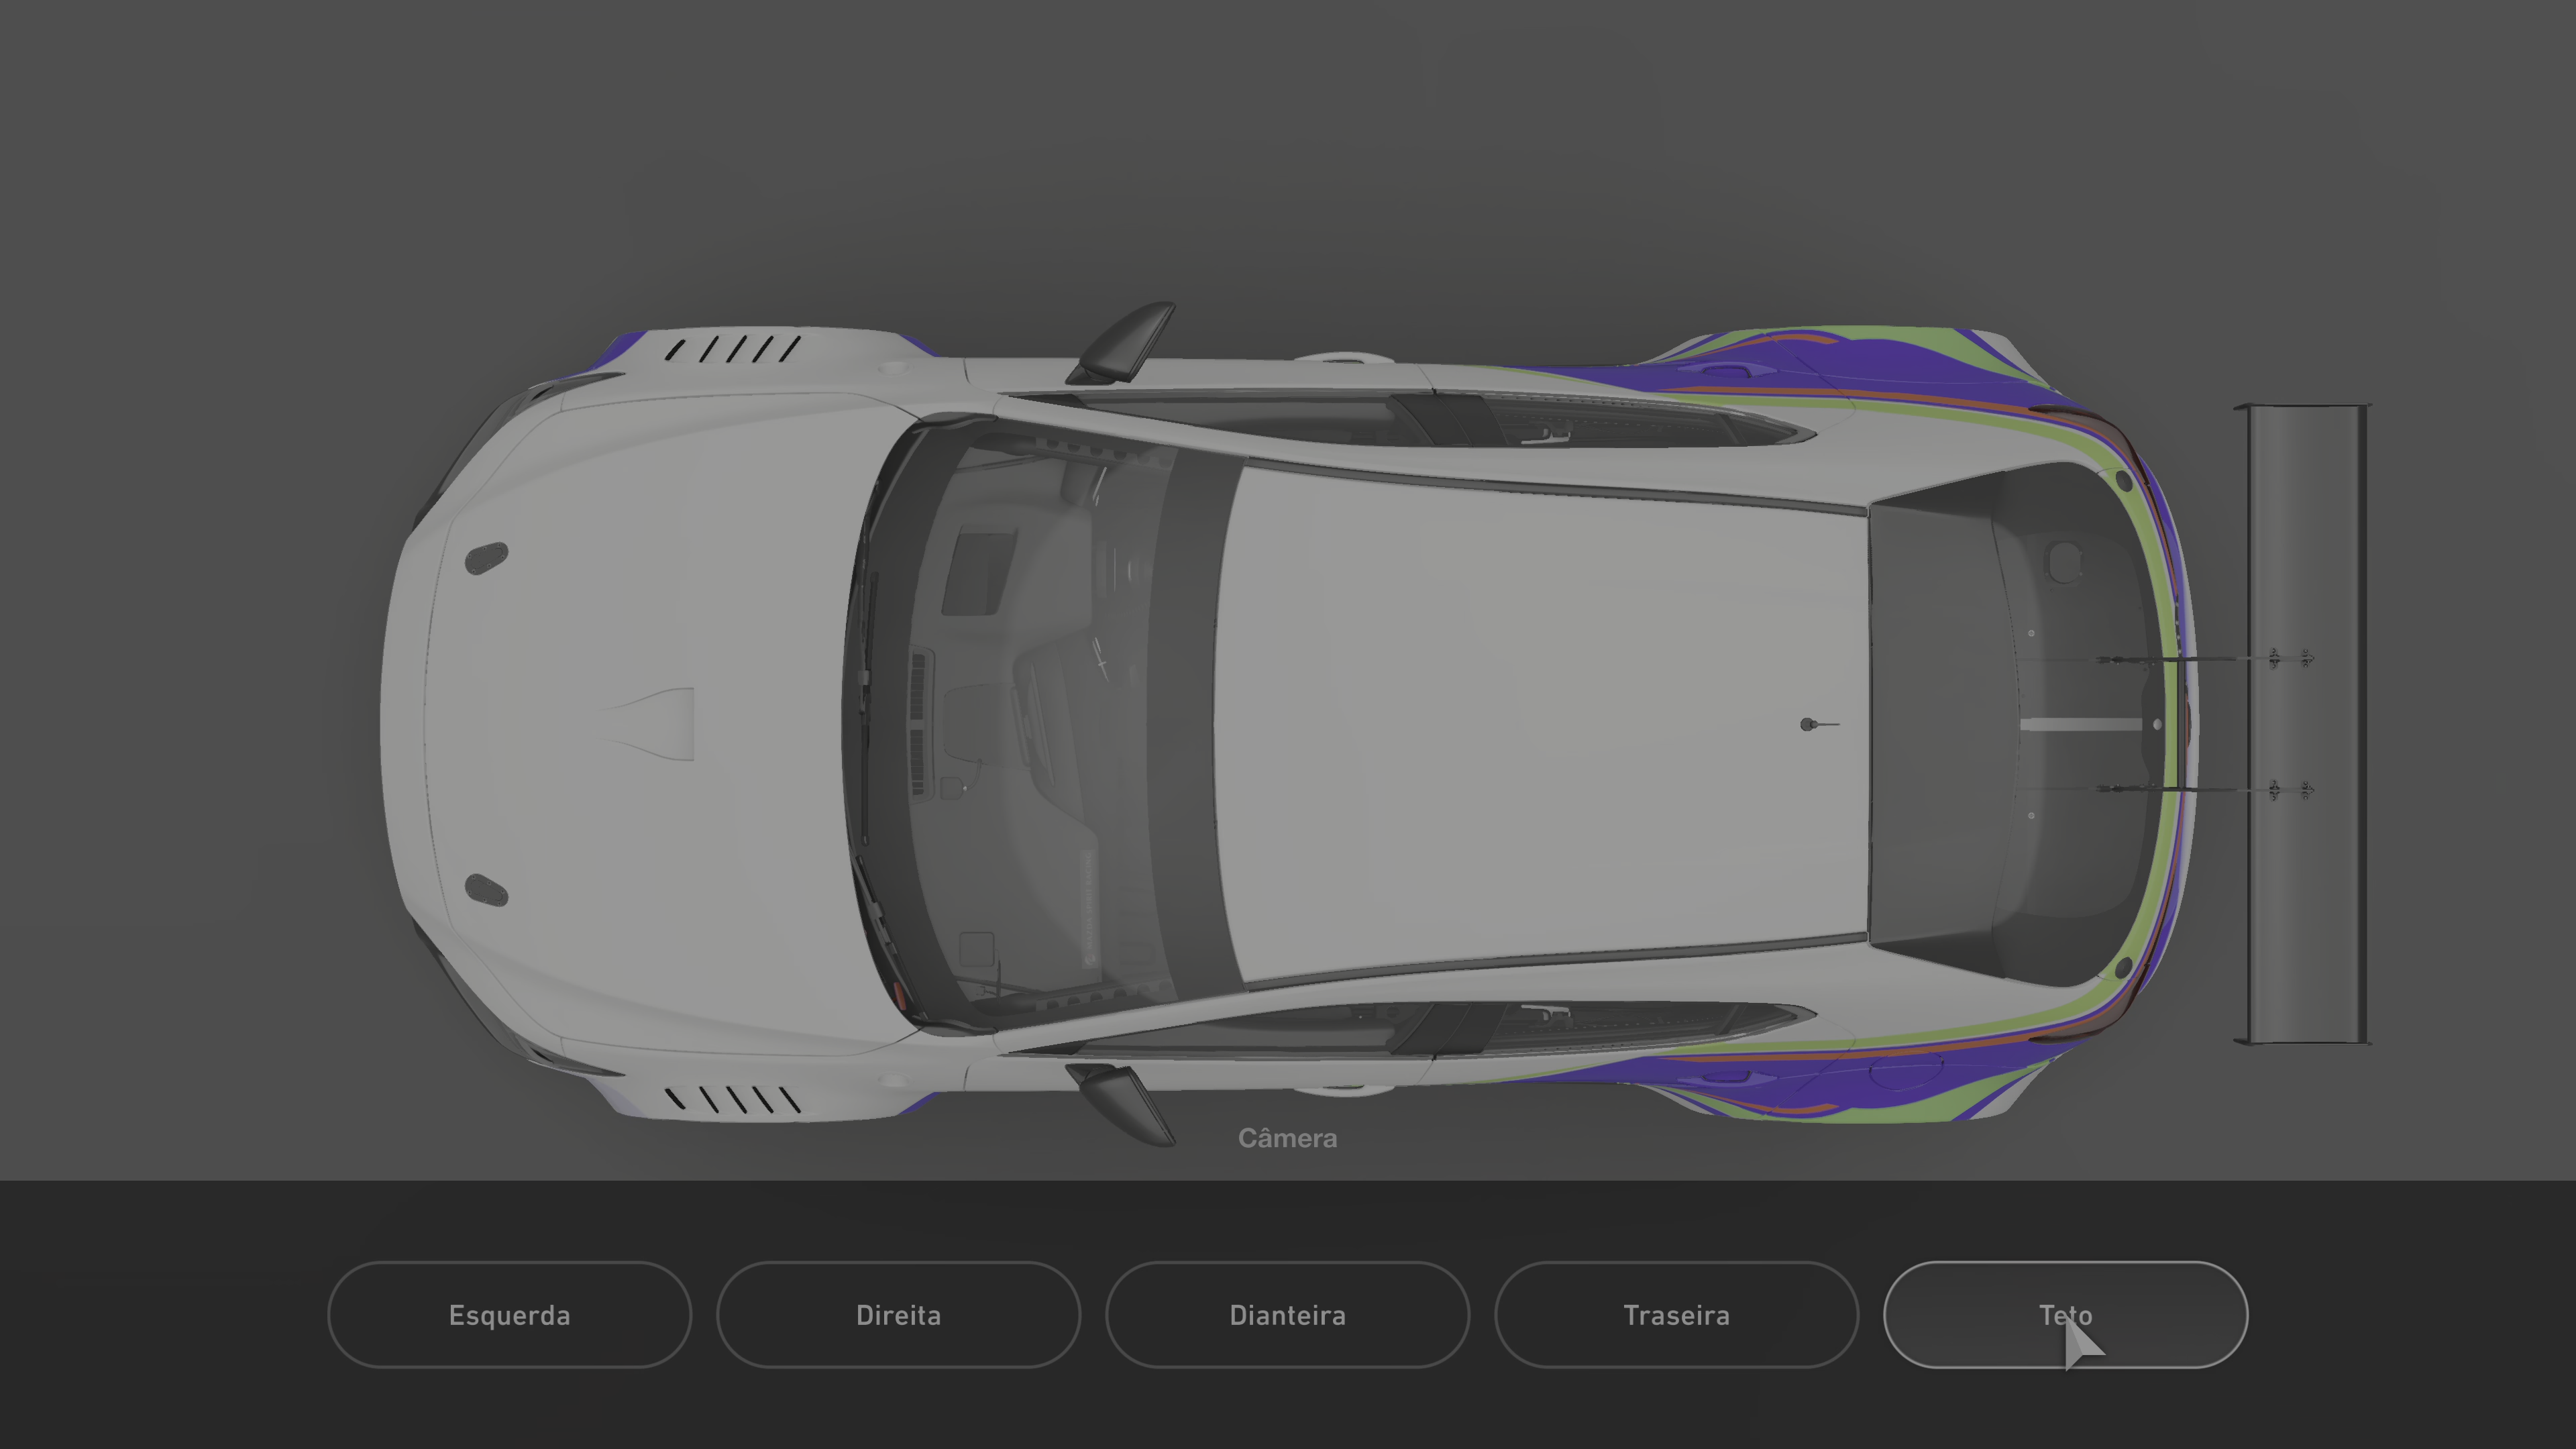 Câmera
Esquerda
Direita
Dianteira
Traseira
Teto